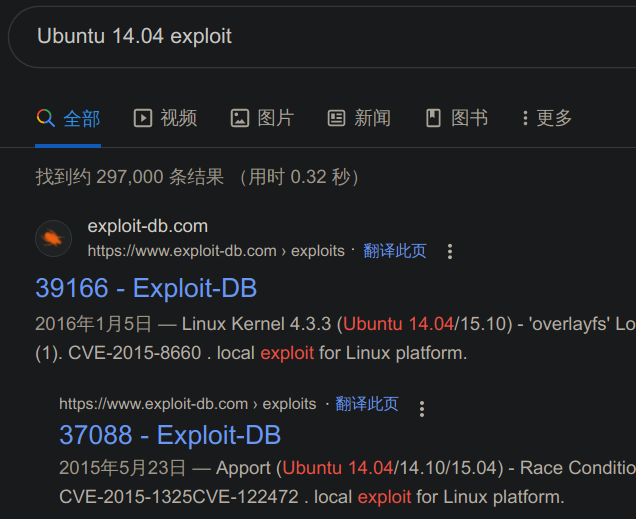 Ubuntu 14.04 exploit
全部 视频 图片 新闻 图书 更多
找到约 297,000 条结果 （用时 0.32 秒）
exploit-db.com
https://www.exploit-db.com › exploits · 翻译此页
39166 - Exploit-DB
2016年1月5日 — Linux Kernel 4.3.3 (Ubuntu 14.04/15.10) - 'overlayfs' Lo
(1). CVE-2015-8660 . local exploit for Linux platform.
https://www.exploit-db.com › exploits · 翻译此页
37088 - Exploit-DB
2015年5月23日 — Apport (Ubuntu 14.04/14.10/15.04) - Race Conditio
CVE-2015-1325CVE-122472 . local exploit for Linux platform.